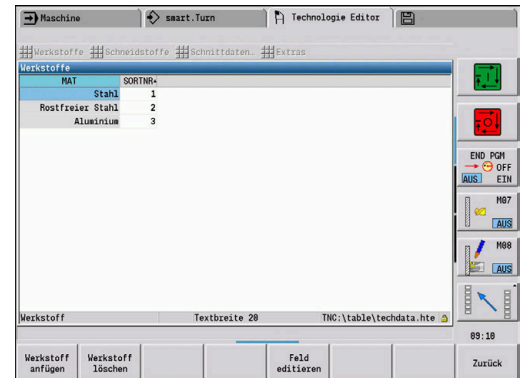 Maschine smart.Turn Technologie Editor
Werkstoffe Schneidstoffe Schnittdaten… Extras
Werkstoffe
MAT SORTNR
Stahl 1
Rostfreier Stahl 2
Aluminium 3
END PGM
OFF
AUS EIN
M07
AUS
M08
AUS
Werkstoff Textbreite 20 TNC:\table\techdata.hte
09:10
Werkstoff anfügen
Werkstoff löschen
Feld editieren
Zurück